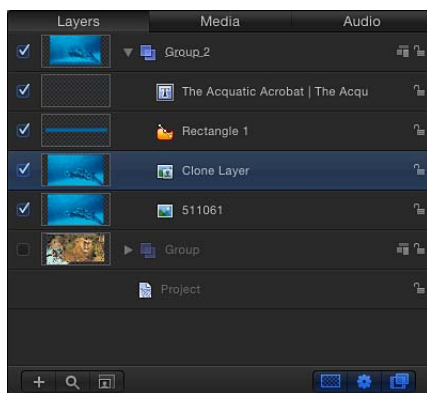 Layers
Media
Audio
Group 2
The Acquatic Acrobat | The Acqu
Rectangle 1
Clone Layer
511061
Group
Project